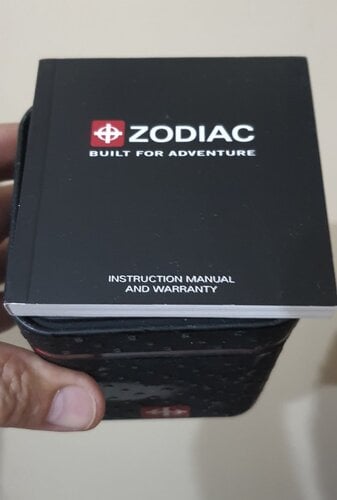 ZODIAC
BUILT FOR ADVENTURE
INSTRUCTION MANUAL
AND WARRANTY